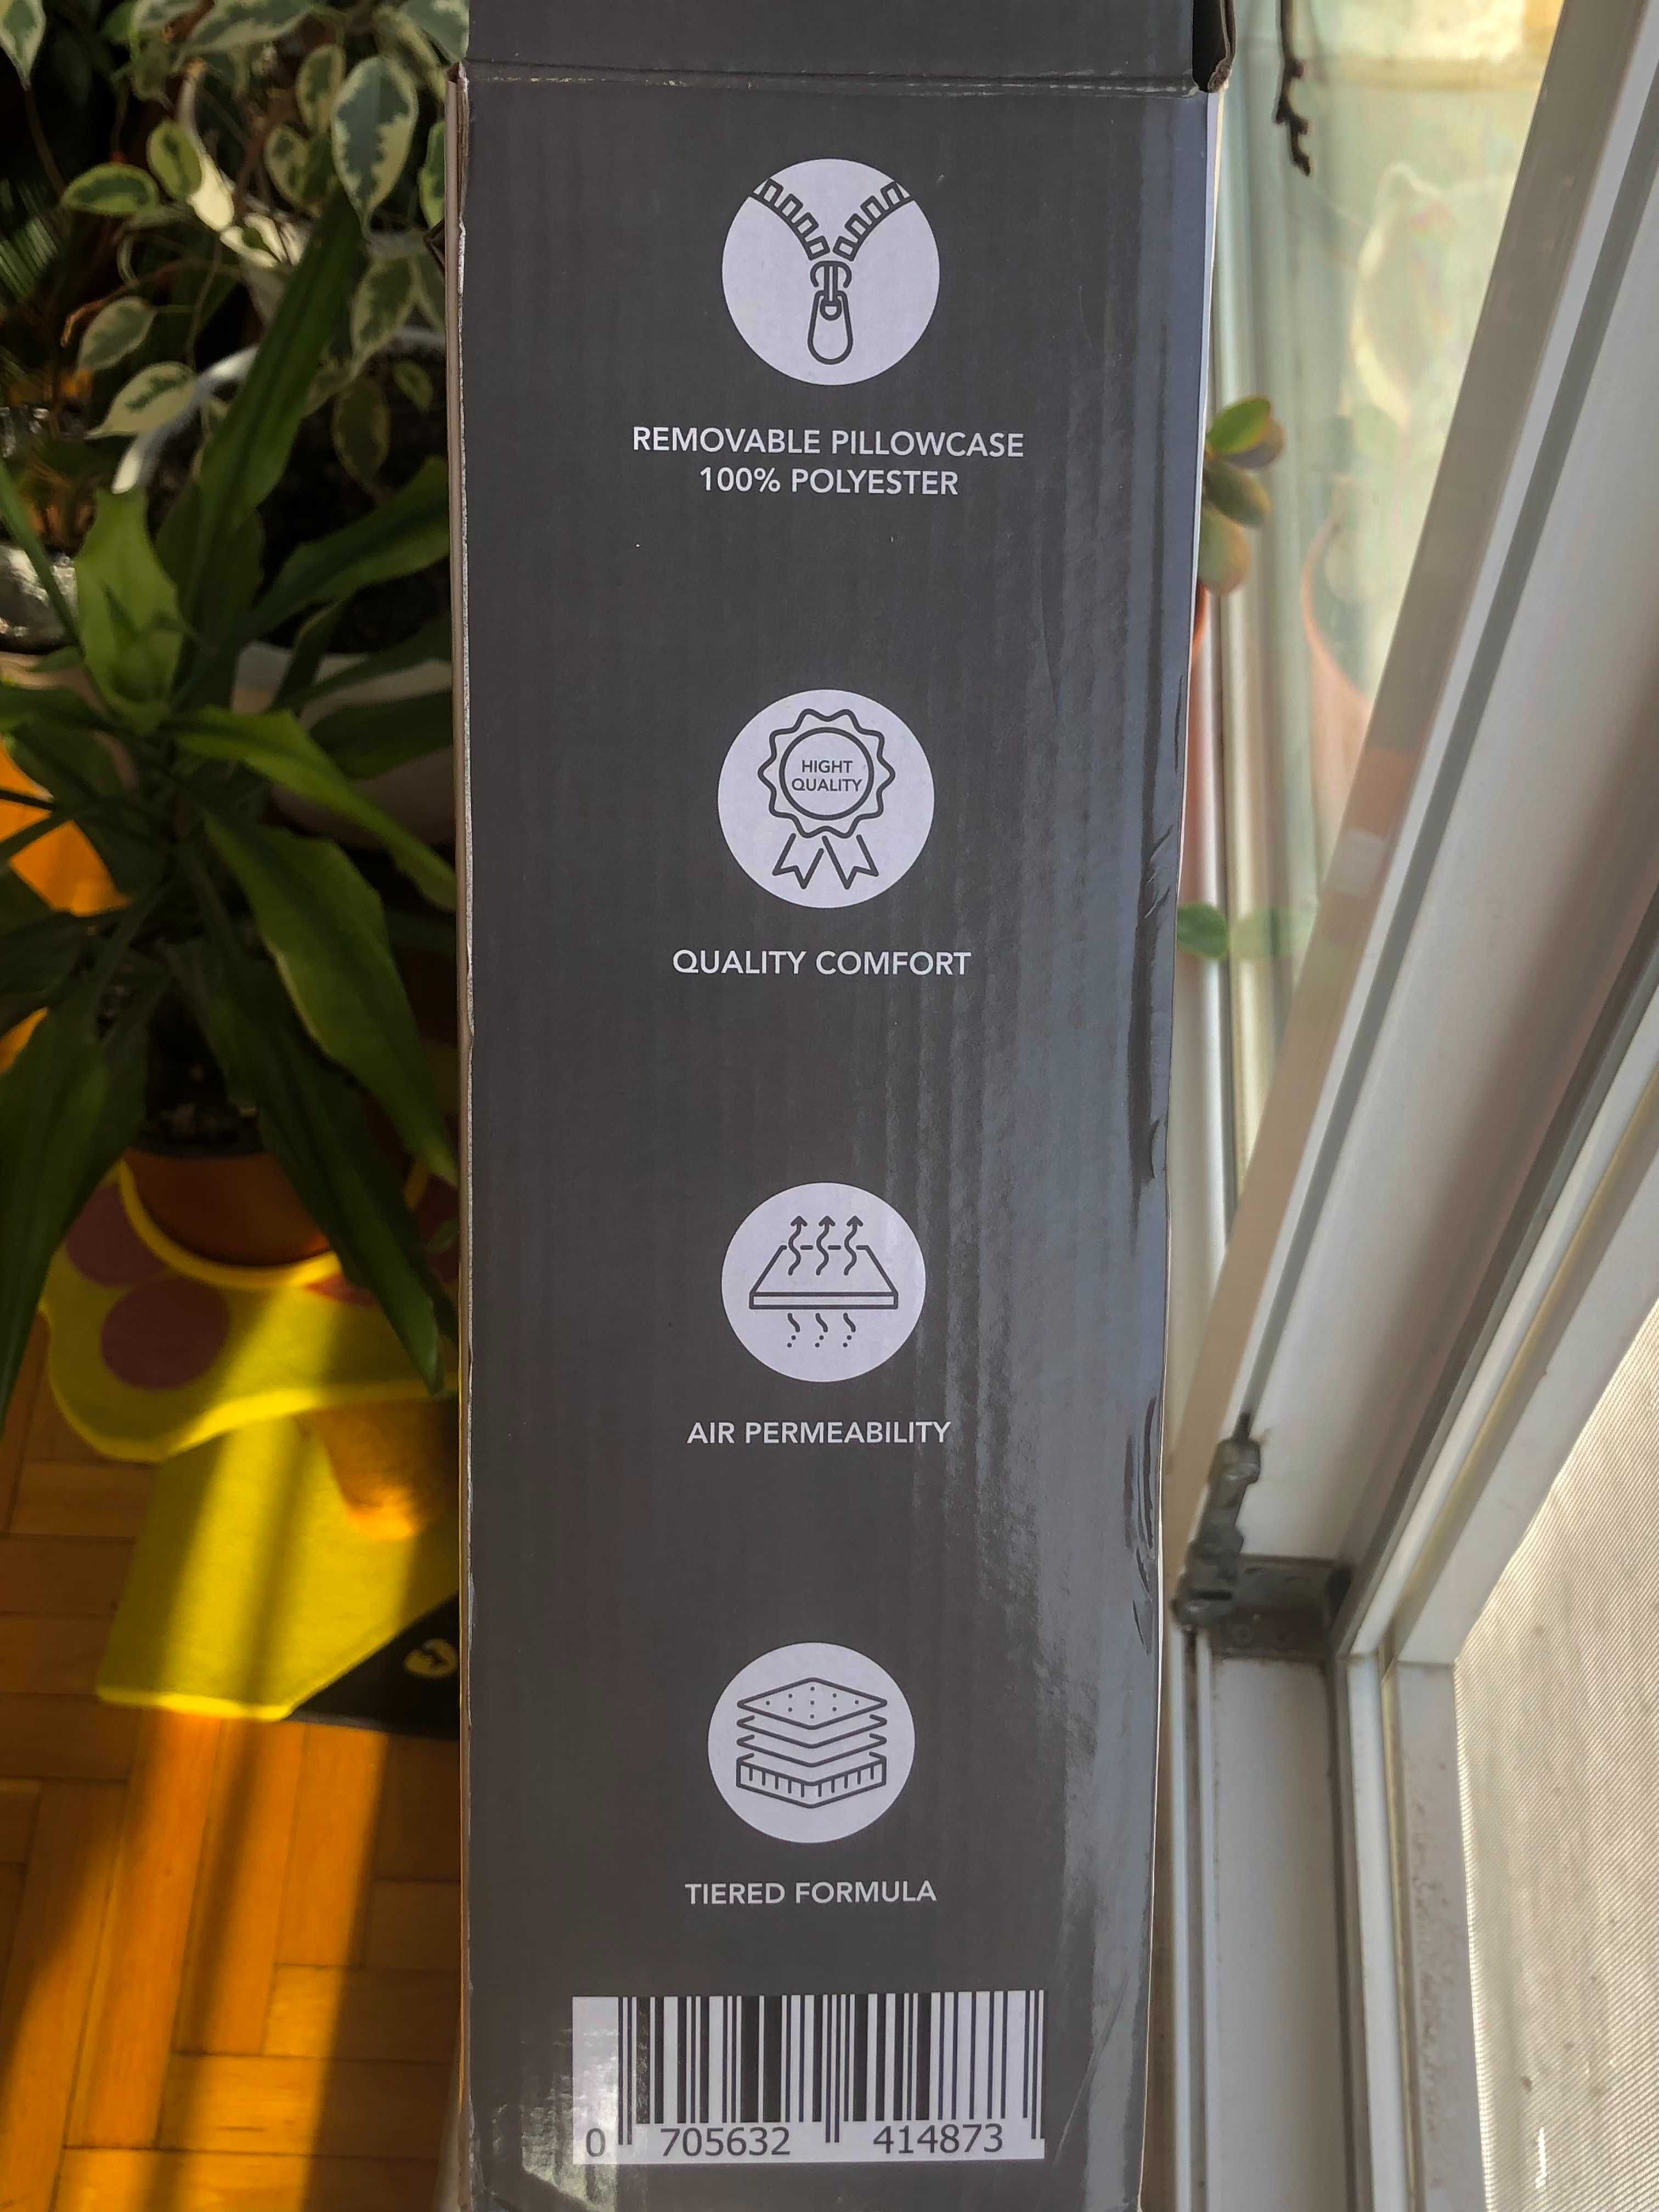 REMOVABLE PILLOWCASE
100% POLYESTER
HIGHT
QUALITY
QUALITY COMFORT
AIR PERMEABILITY
TIERED FORMULA
0 705632 414873